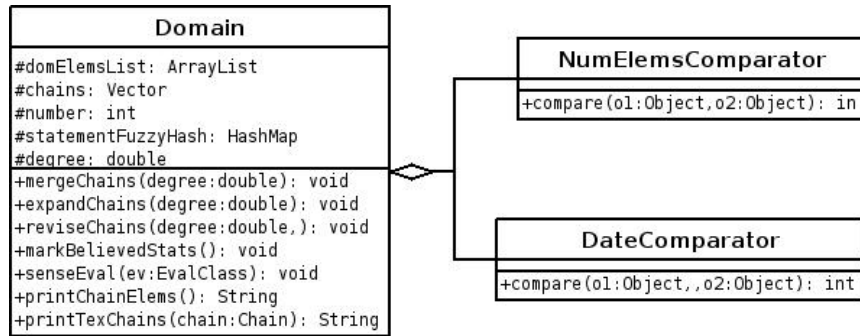 Domain
#domElemsList: ArrayList
#chains: Vector
#number: int
#statementFuzzyHash: HashMap
#degree: double
+mergeChains(degree:double): void
+expandChains(degree:double): void
+reviseChains(degree:double,): void
+markBelievedStats(): void
+senseEval(ev:EvalClass): void
+printChainElems(): String
+printTexChains(chain:Chain): String
NumElemsComparator
+compare(o1:Object,o2:Object): in
DateComparator
+compare(o1:Object,,o2:Object): int